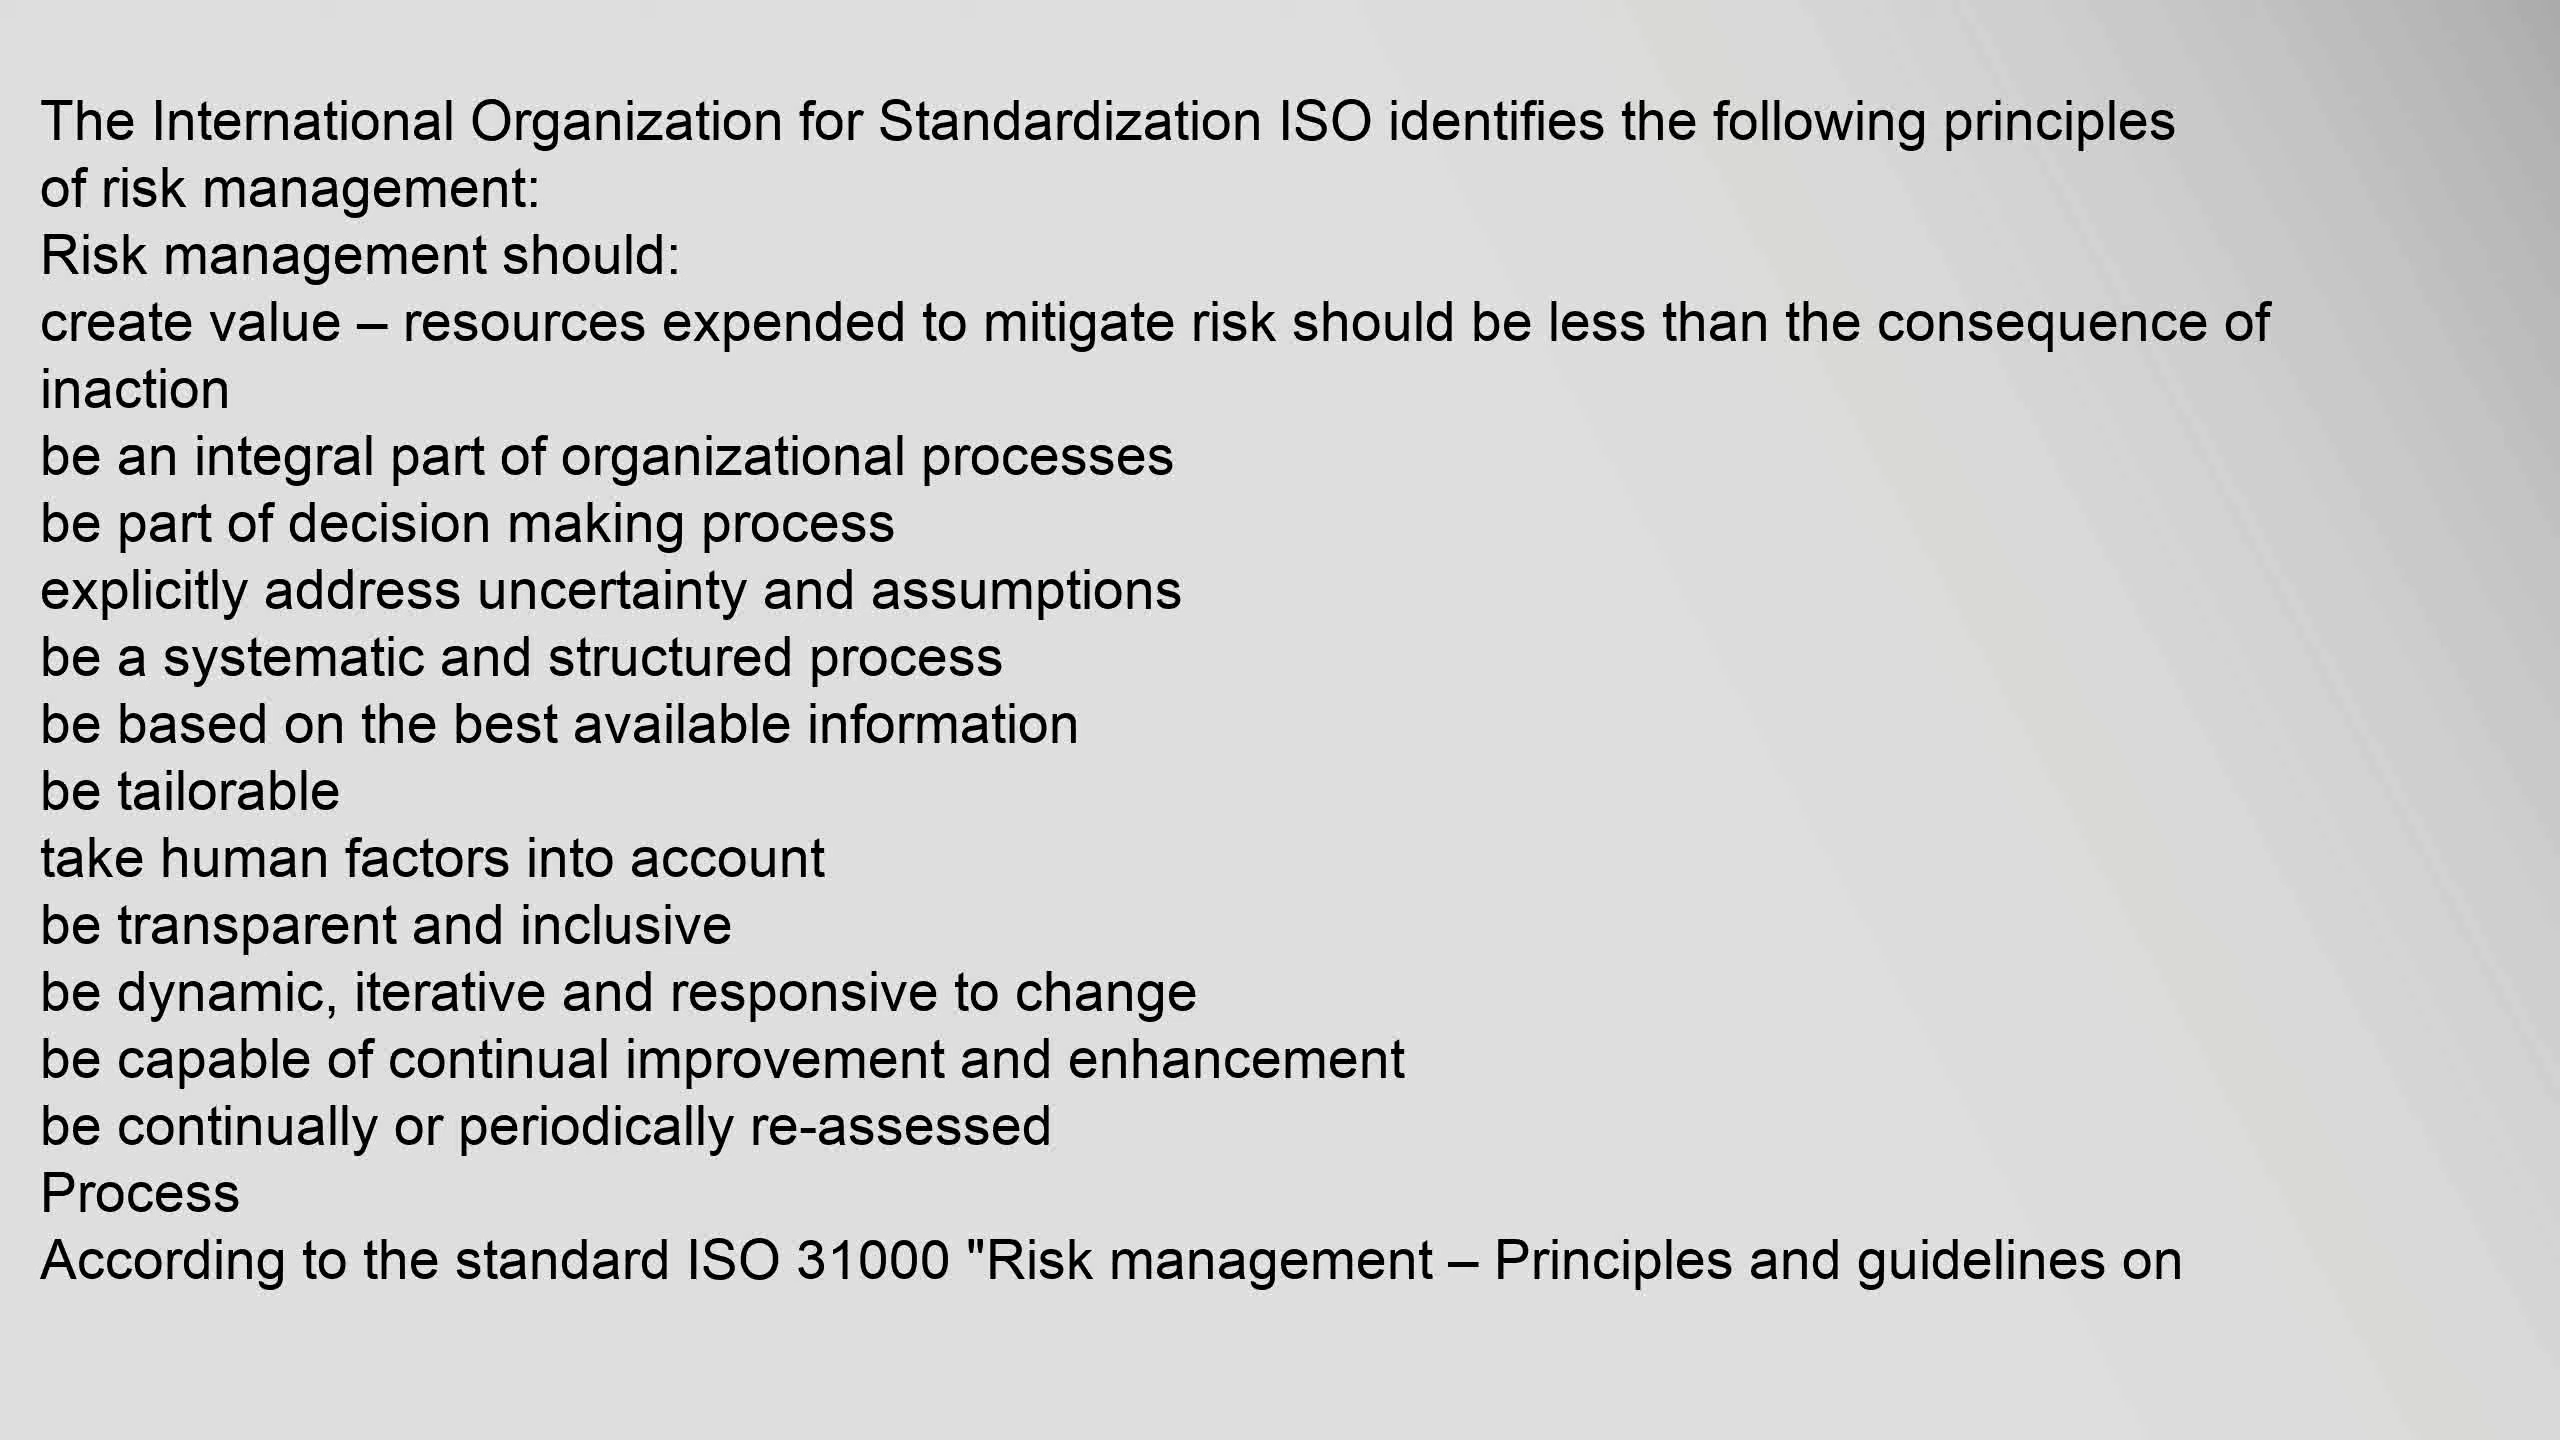 The International Organization for Standardization ISO identifies the following principles
of risk management:
Risk management should:
create value – resources expended to mitigate risk should be less than the consequence of
inaction
be an integral part of organizational processes
be part of decision making process
explicitly address uncertainty and assumptions
be a systematic and structured process
be based on the best available information
be tailorable
take human factors into account
be transparent and inclusive
be dynamic, iterative and responsive to change
be capable of continual improvement and enhancement
be continually or periodically re-assessed
Process
According to the standard ISO 31000 "Risk management – Principles and guidelines on